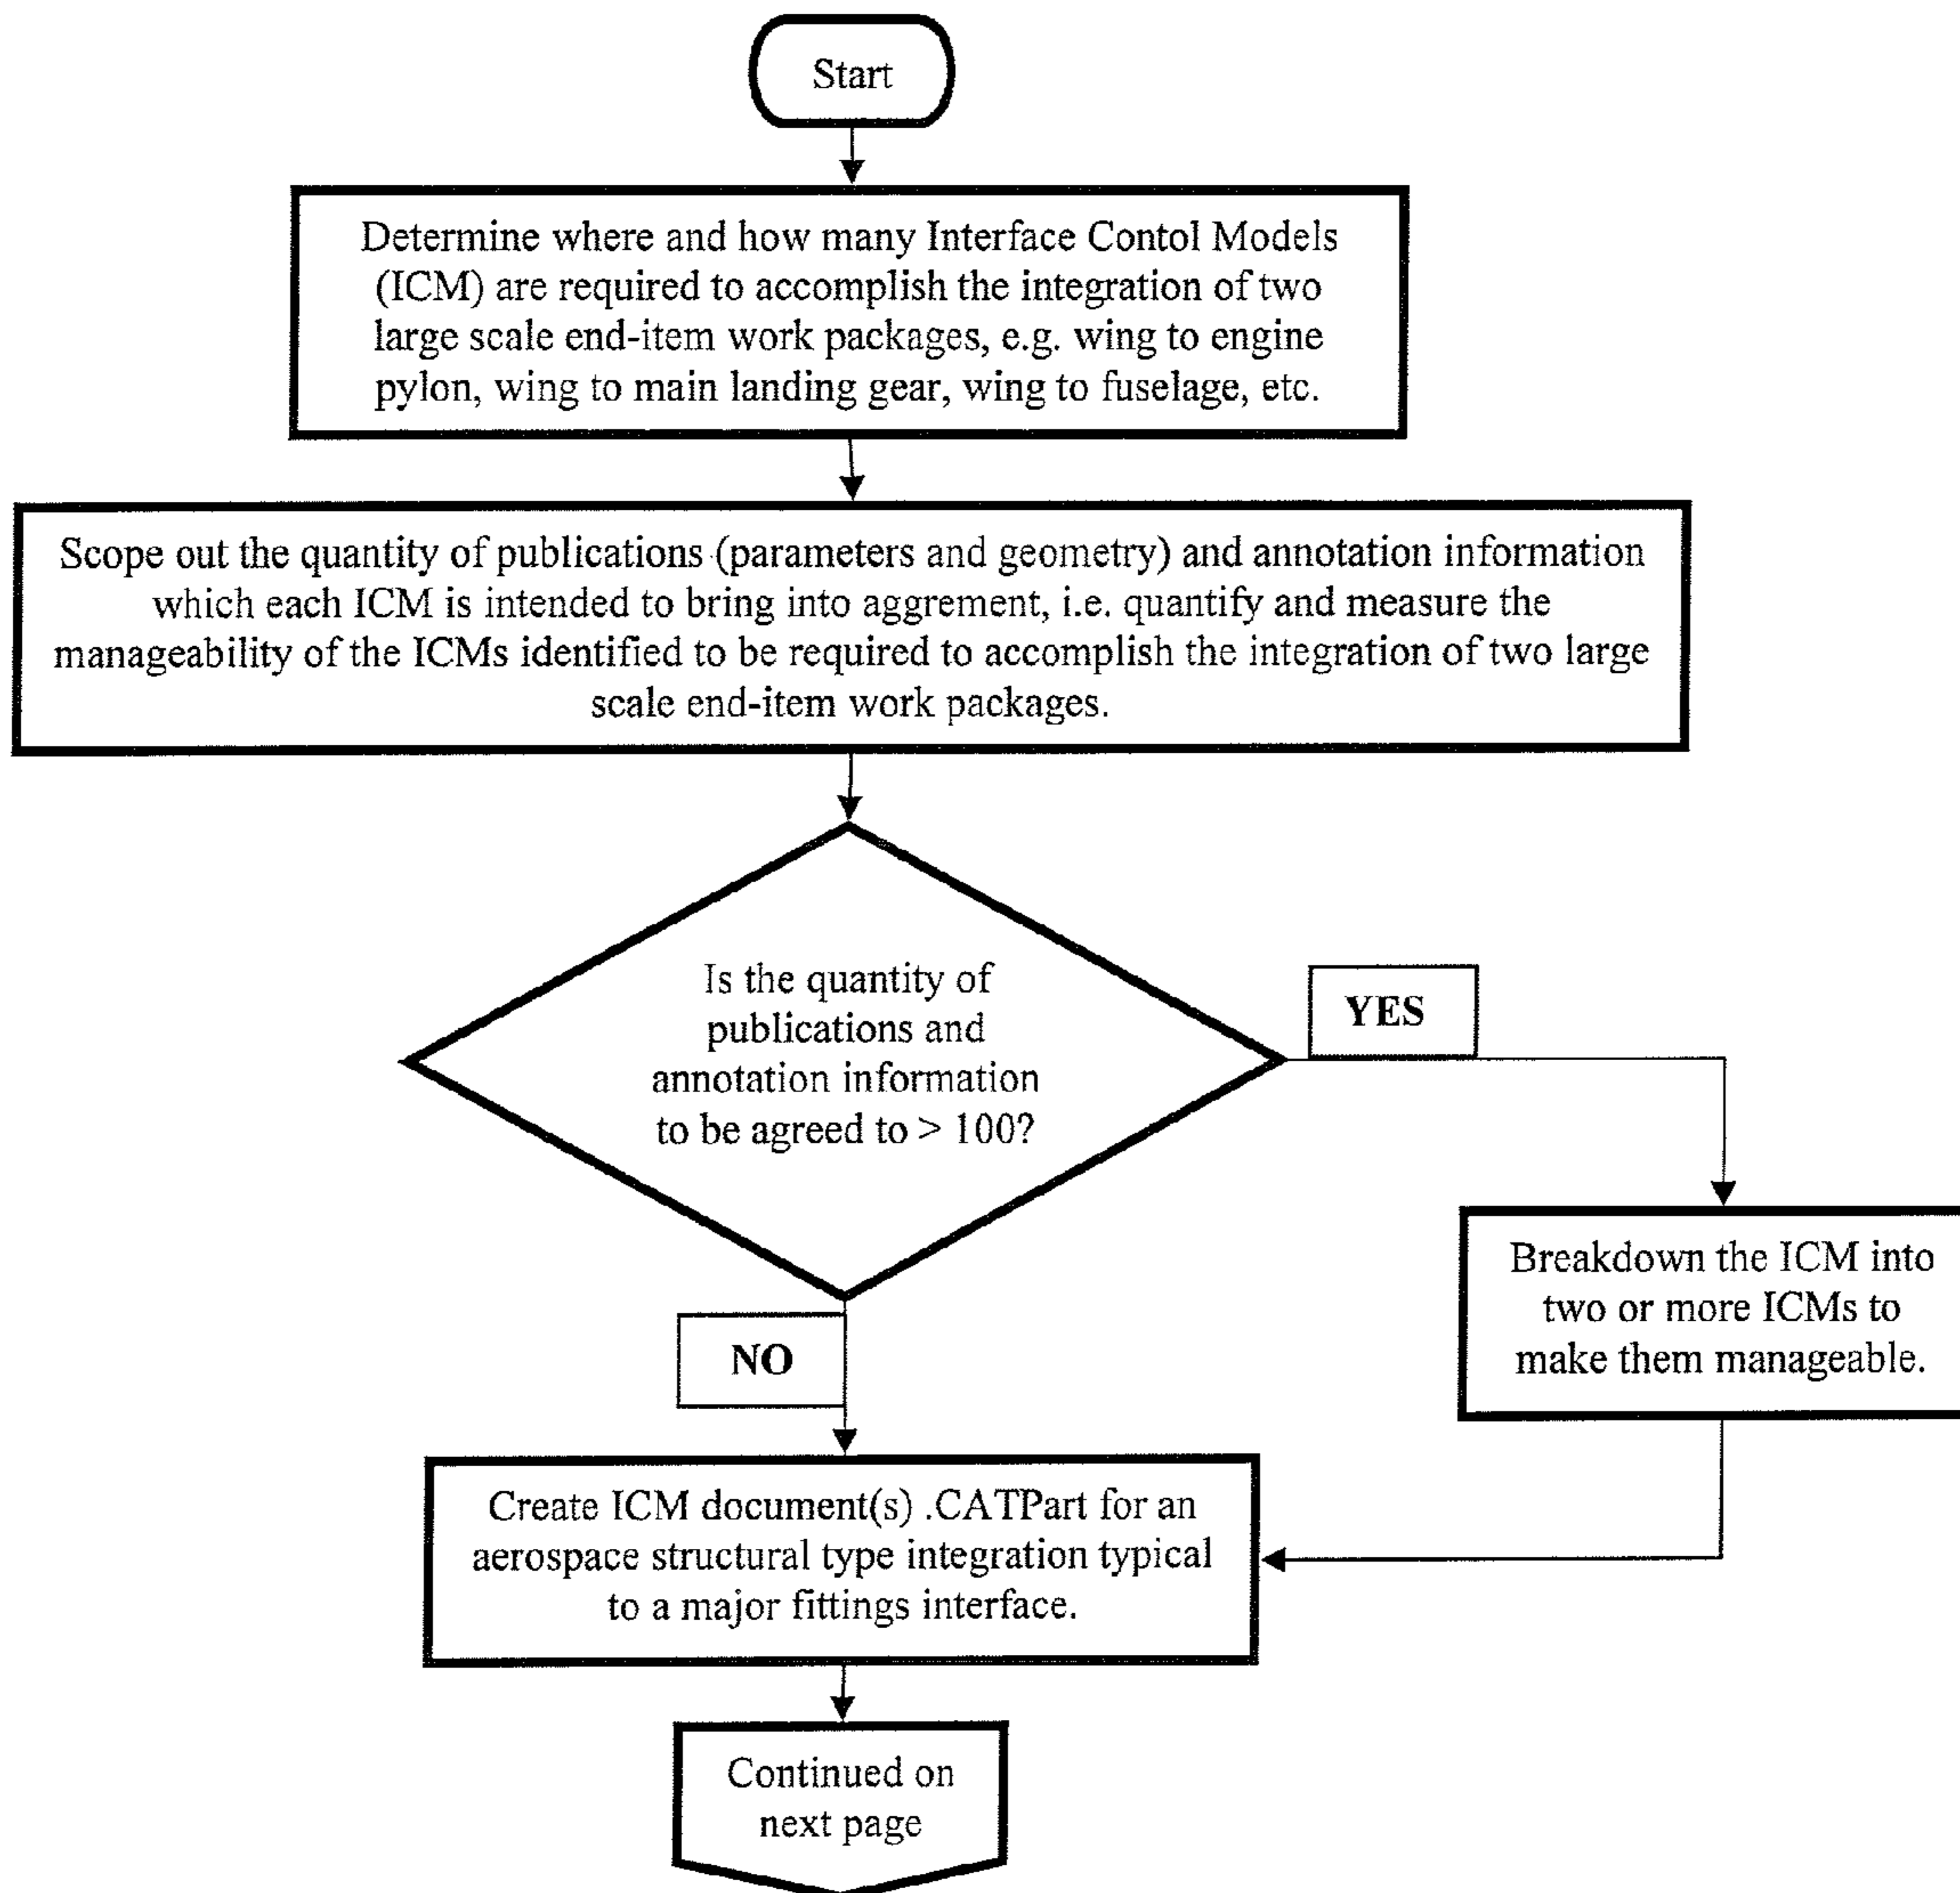 Start
Determine where and how many Interface Contol Models
(ICM) are required to accomplish the integration of two
large scale end-item work packages, e.g. wing to engine
pylon, wing to main landing gear, wing to fuselage, etc.
Scope out the quantity of publications (parameters and geometry) and annotation information
which each ICM is intended to bring into aggrement, i.e. quantify and measure the
manageability of the ICMs identified to be required to accomplish the integration of two large
scale end-item work packages.
Is the quantity of
publications and
annotation information
to be agreed to > 100?
YES
Breakdown the ICM into
two or more ICMs to
make them manageable.
NO
Create ICM document(s) .CATPart for an
aerospace structural type integration typical
to a major fittings interface.
Continued on
next page